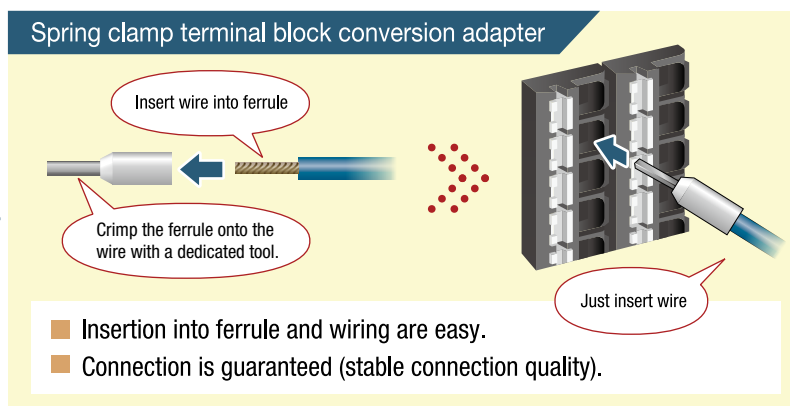 Spring clamp terminal block conversion adapter
Insert wire into ferrule
Crimp the ferrule onto the
wire with a dedicated tool.
Just insert wire
Insertion into ferrule and wiring are easy.
Connection is guaranteed (stable connection quality).